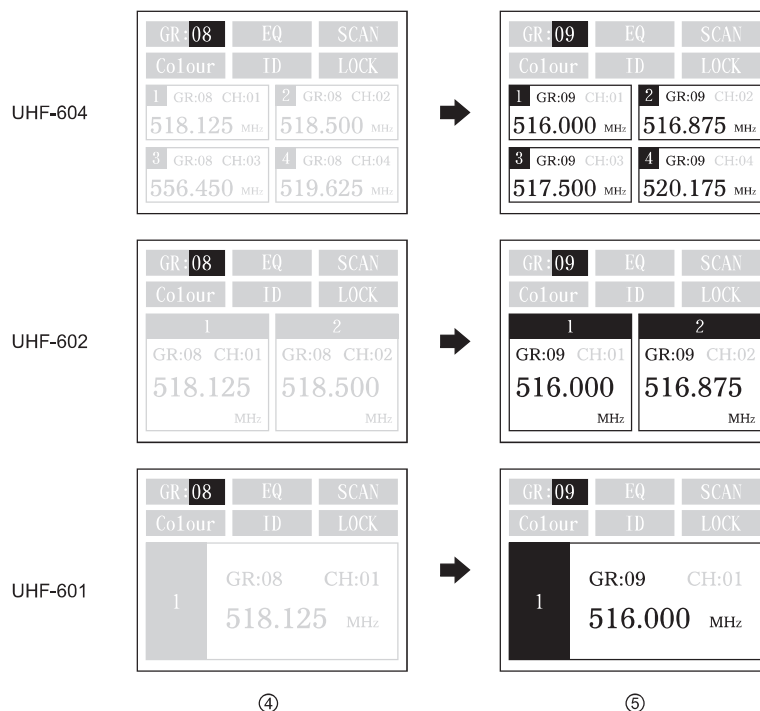 GR:08 EQ SCAN
Colour ID LOCK
1 GR:08 CH:01 2 GR:08 CH:02
518.125 MHz 518.500 MHz
3 GR:08 CH:03 4 GR:08 CH:04
556.450 MHz 519.625 MHz
UHF-604
GR:09 EQ SCAN
Colour ID LOCK
1 GR:09 CH:01 2 GR:09 CH:02
516.000 MHz 516.875 MHz
3 GR:09 CH:03 4 GR:09 CH:04
517.500 MHz 520.175 MHz
GR:08 EQ SCAN
Colour ID LOCK
1 2
GR:08 CH:01 GR:08 CH:02
518.125 518.500
MHz MHz
UHF-602
GR:09 EQ SCAN
Colour ID LOCK
1 2
GR:09 CH:01 GR:09 CH:02
516.000 516.875
MHz MHz
GR:08 EQ SCAN
Colour ID LOCK
GR:08 CH:01
1
518.125 MHz
UHF-601
GR:09 EQ SCAN
Colour ID LOCK
GR:09 CH:01
1
516.000 MHz
④ ⑤